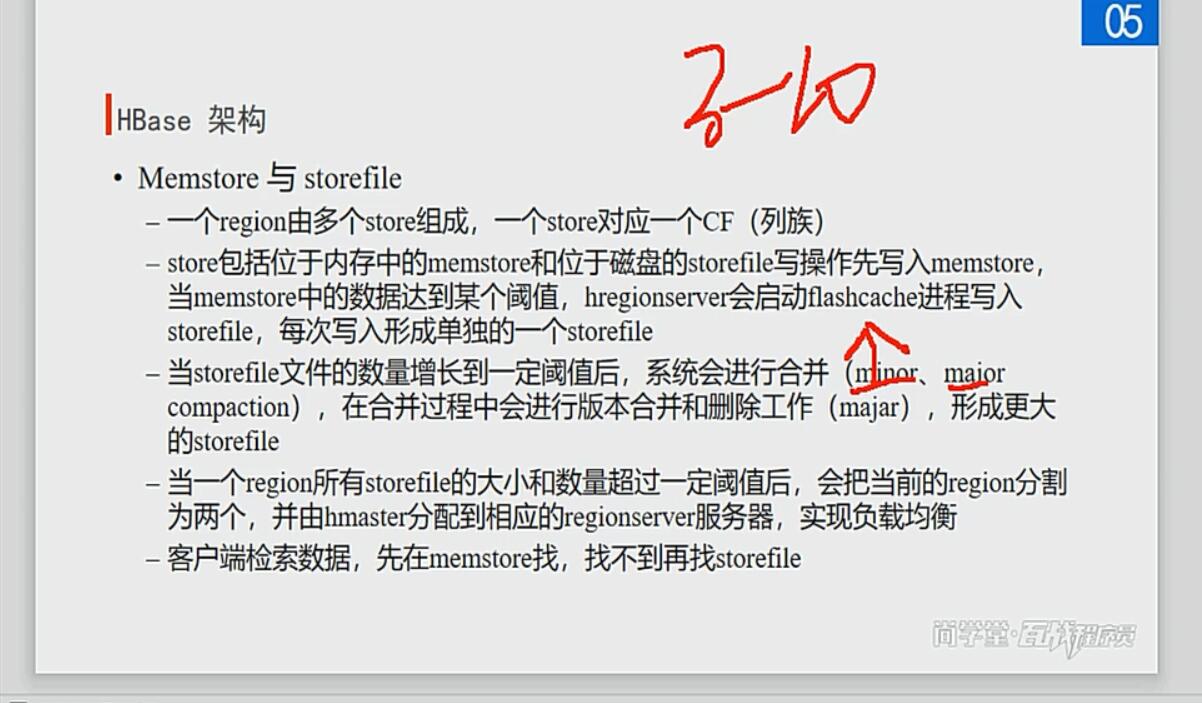 05
HBase 架构
• Memstore 与 storefile
– 一个region由多个store组成，一个store对应一个CF（列族）
– store包括位于内存中的memstore和位于磁盘的storefile写操作先写入memstore，
当memstore中的数据达到某个阈值，hregionserver会启动flashcache进程写入
storefile，每次写入形成单独的一个storefile
– 当storefile文件的数量增长到一定阈值后，系统会进行合并（minor、major
compaction），在合并过程中会进行版本合并和删除工作（majar），形成更大
的storefile
– 当一个region所有storefile的大小和数量超过一定阈值后，会把当前的region分割
为两个，并由hmaster分配到相应的regionserver服务器，实现负载均衡
– 客户端检索数据，先在memstore找，找不到再找storefile
尚学堂·百战程序员